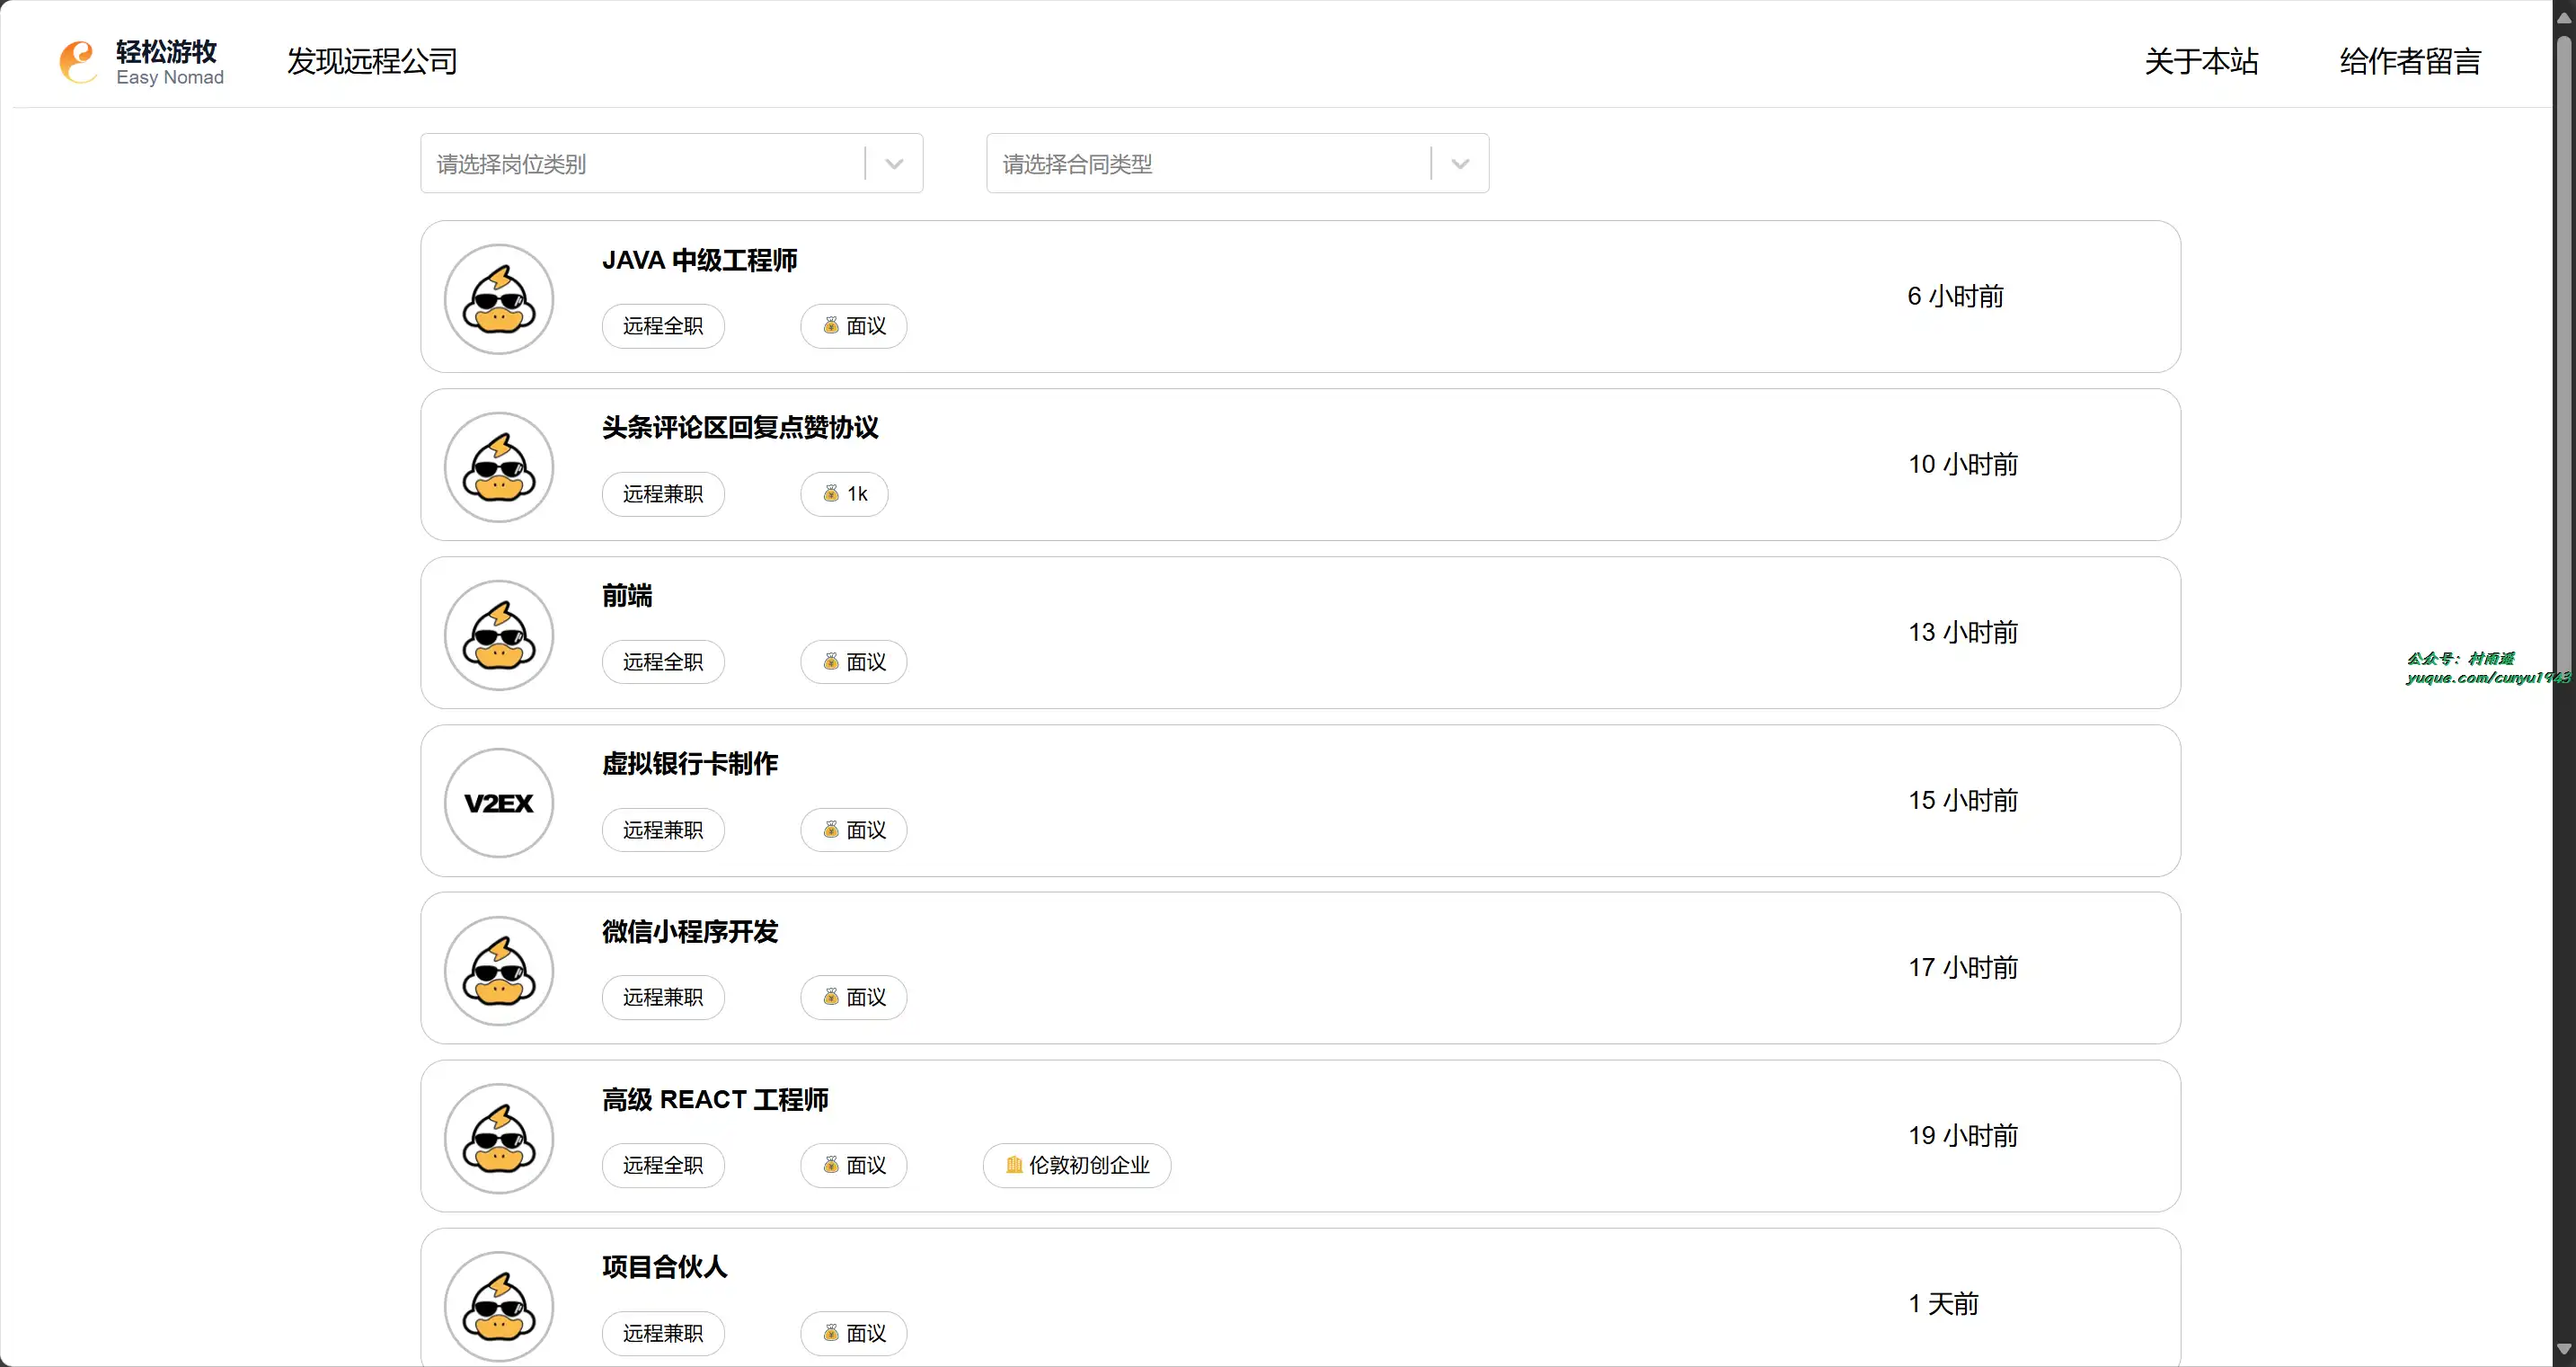 轻松游牧
Easy Nomad
发现远程公司
关于本站
给作者留言
请选择岗位类别
请选择合同类型
JAVA 中级工程师
远程全职
面议
6 小时前
头条评论区回复点赞协议
远程兼职
1k
10 小时前
前端
远程全职
面议
13 小时前
公众号：村雨遥
yuque.com/cunyu1943
V2EX
虚拟银行卡制作
远程兼职
面议
15 小时前
微信小程序开发
远程兼职
面议
17 小时前
高级 REACT 工程师
远程全职
面议
伦敦初创企业
19 小时前
项目合伙人
远程兼职
面议
1 天前